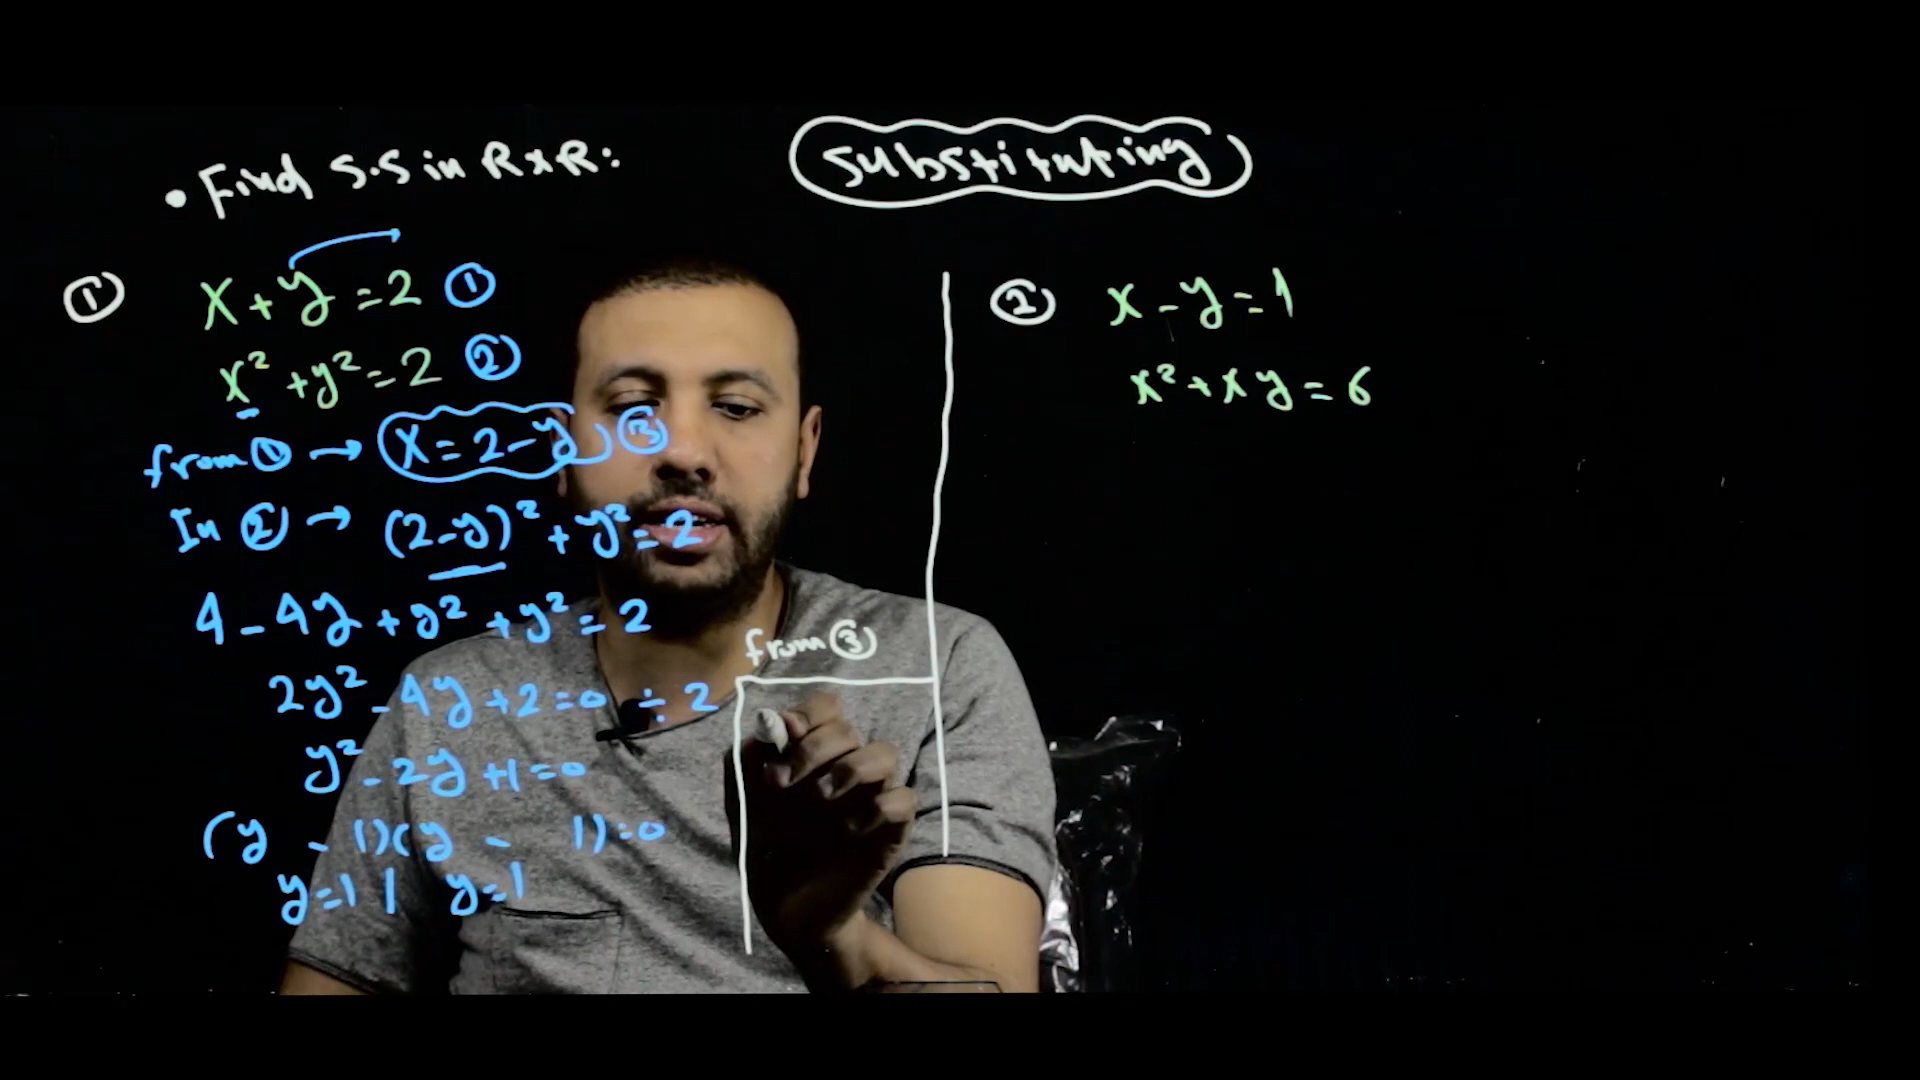 • Find S.S in R×R:
substituting
① x + y = 2 ①
x² + y² = 2 ②
from ① → x = 2 - y ③
In ② → (2 - y)² + y² = 2
4 - 4y + y² + y² = 2
2y² - 4y + 2 = 0 ÷ 2
y² - 2y + 1 = 0
(y - 1)(y - 1) = 0
y = 1 | y = 1
from ③
② x - y = 1
x² + xy = 6